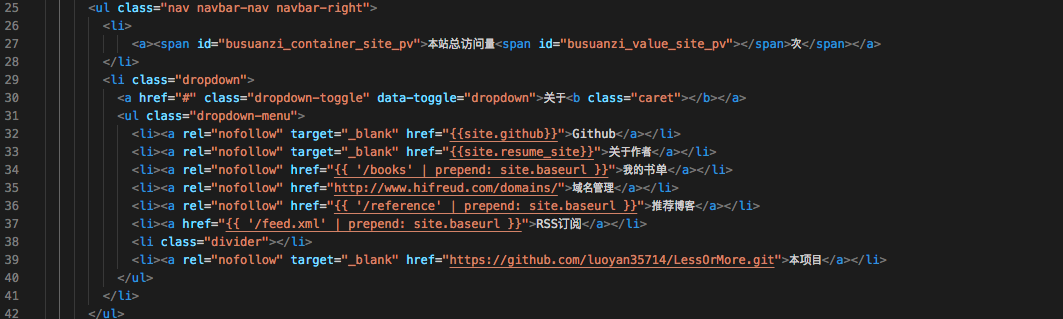 25 <ul class="nav navbar-nav navbar-right">
26 <li>
27 <a><span id="busuanzi_container_site_pv">本站总访问量<span id="busuanzi_value_site_pv"></span>次</span></a>
28 </li>
29 <li class="dropdown">
30 <a href="#" class="dropdown-toggle" data-toggle="dropdown">关于<b class="caret"></b></a>
31 <ul class="dropdown-menu">
32 <li><a rel="nofollow" target="_blank" href="{{site.github}}">Github</a></li>
33 <li><a rel="nofollow" target="_blank" href="{{site.resume_site}}">关于作者</a></li>
34 <li><a rel="nofollow" href="{{ '/books' | prepend: site.baseurl }}">我的书单</a></li>
35 <li><a rel="nofollow" href="http://www.hifreud.com/domains/">域名管理</a></li>
36 <li><a rel="nofollow" href="{{ '/reference' | prepend: site.baseurl }}">推荐博客</a></li>
37 <li><a href="{{ '/feed.xml' | prepend: site.baseurl }}">RSS订阅</a></li>
38 <li class="divider"></li>
39 <li><a rel="nofollow" target="_blank" href="https://github.com/luoyan35714/LessOrMore.git">本项目</a></li>
40 </ul>
41 </li>
42 </ul>